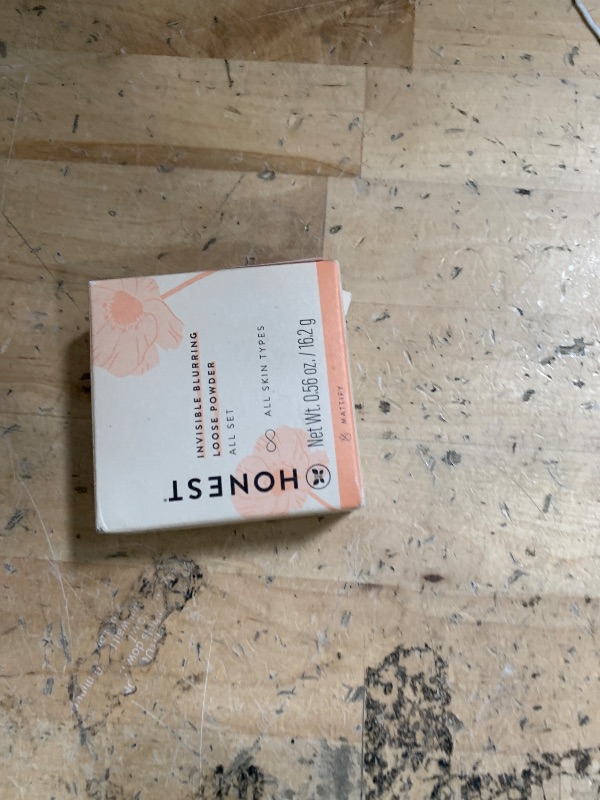 HONEST®
INVISIBLE BLURRING
LOOSE POWDER
ALL SET
ALL SKIN TYPES
Net Wt. 0.56 oz. / 16.2 g
MATTIFY